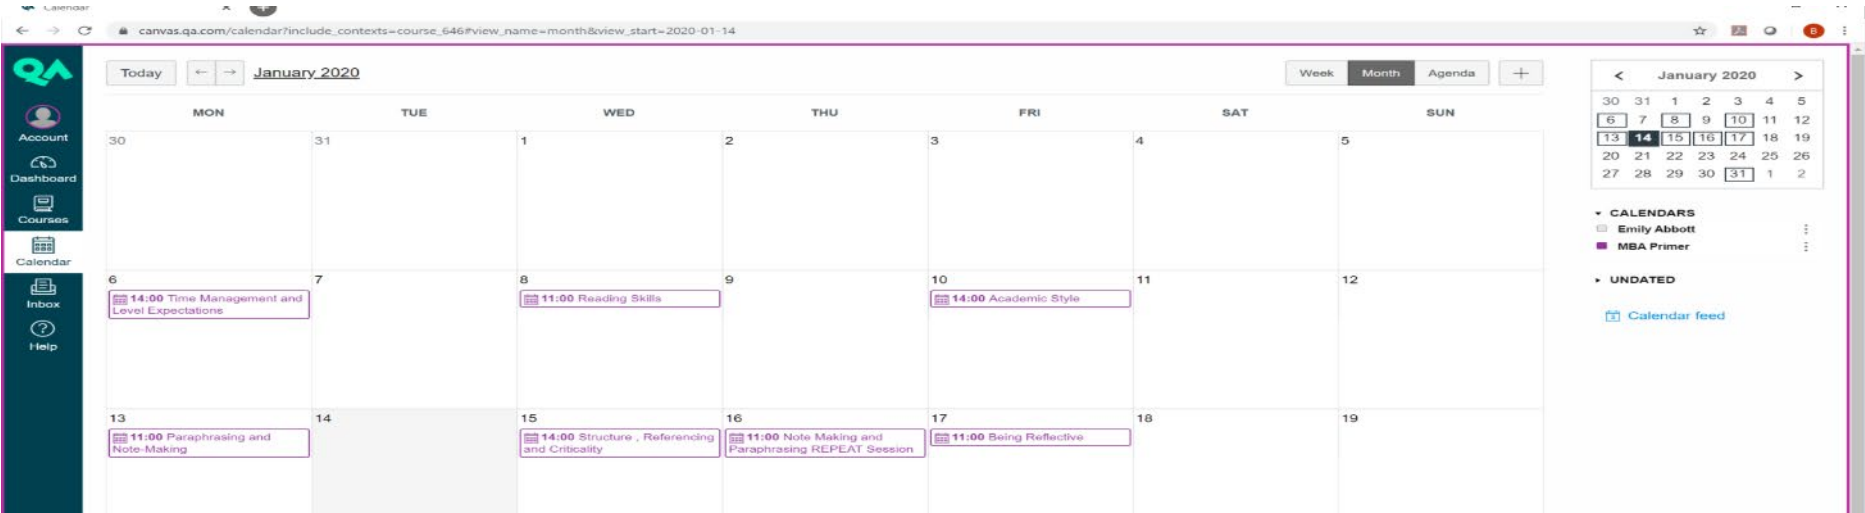 Calendar
canvas.qa.com/calendar?include_contexts=course_646#view_name=month&view_start=2020-01-14
B
QA
Account
Dashboard
Courses
Calendar
Inbox
Help
Today ← → January 2020
Week Month Agenda +
MON TUE WED THU FRI SAT SUN
30 31 1 2 3 4 5
6 7 8 9 10 11 12
14:00 Time Management and
Level Expectations
11:00 Reading Skills
14:00 Academic Style
13 14 15 16 17 18 19
11:00 Paraphrasing and
Note-Making
14:00 Structure , Referencing
and Criticality
11:00 Note Making and
Paraphrasing REPEAT Session
11:00 Being Reflective
< January 2020 >
30 31 1 2 3 4 5
6 7 8 9 10 11 12
13 14 15 16 17 18 19
20 21 22 23 24 25 26
27 28 29 30 31 1 2
CALENDARS
Emily Abbott
MBA Primer
UNDATED
Calendar feed